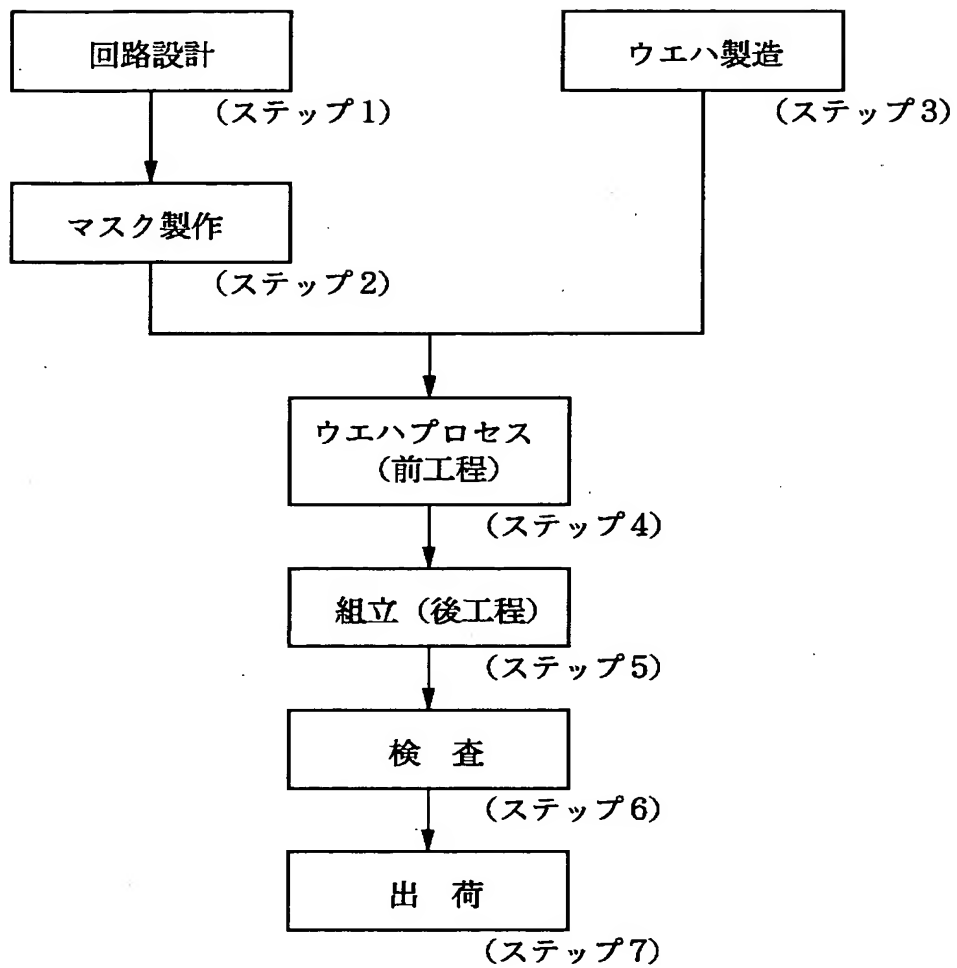 回路設計
(ステップ1)
ウエハ製造
(ステップ3)
マスク製作
(ステップ2)
ウエハプロセス
(前工程)
(ステップ4)
組立(後工程)
(ステップ5)
検 査
(ステップ6)
出 荷
(ステップ7)